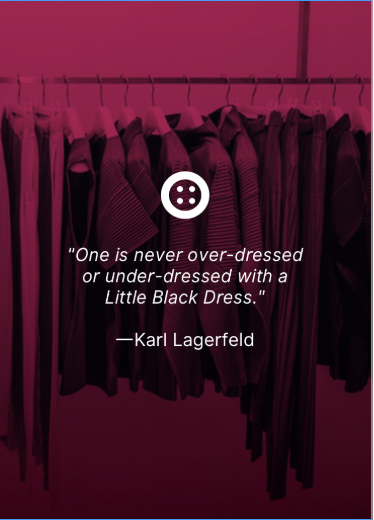 "One is never over-dressed
or under-dressed with a
Little Black Dress."
—Karl Lagerfeld